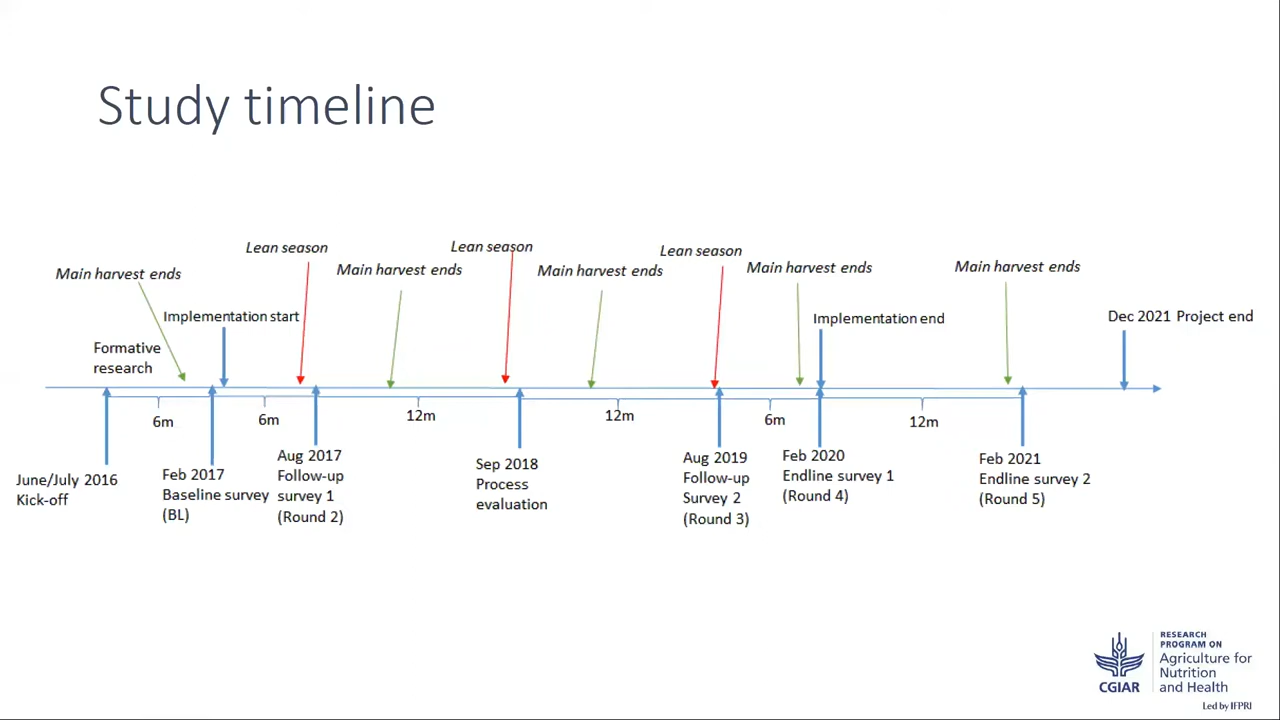 Study timeline
Lean season
Lean season
Lean season
Main harvest ends
Main harvest ends
Main harvest ends
Main harvest ends
Main harvest ends
Implementation start
Implementation end
Dec 2021 Project end
Formative
research
6m
6m
12m
12m
6m
12m
June/July 2016
Kick-off
Feb 2017
Baseline survey
(BL)
Aug 2017
Follow-up
survey 1
(Round 2)
Sep 2018
Process
evaluation
Aug 2019
Follow-up
Survey 2
(Round 3)
Feb 2020
Endline survey 1
(Round 4)
Feb 2021
Endline survey 2
(Round 5)
CGIAR
RESEARCH
PROGRAM ON
Agriculture for
Nutrition
and Health
Led by IFPRI